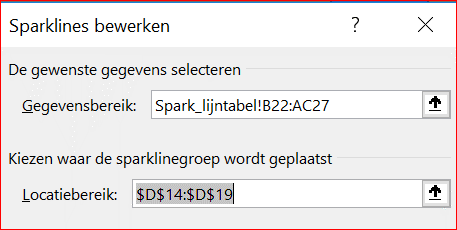 Sparklines bewerken ? ×
De gewenste gegevens selecteren
Gegevensbereik: Spark_lijntabel!B22:AC27
Kiezen waar de sparklinegroep wordt geplaatst
Locatiebereik: $D$14:$D$19